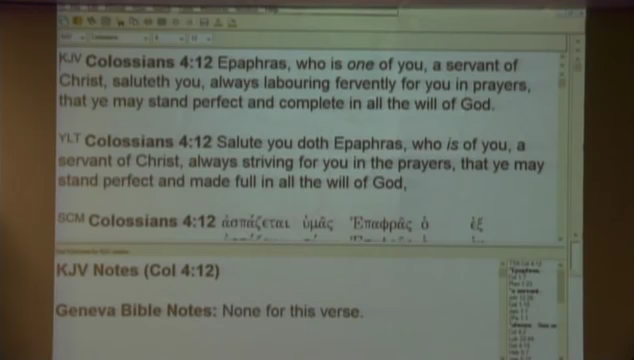 KJV Colossians 4:12 Epaphras, who is one of you, a servant of
Christ, saluteth you, always labouring fervently for you in prayers,
that ye may stand perfect and complete in all the will of God.
YLT Colossians 4:12 Salute you doth Epaphras, who is of you, a
servant of Christ, always striving for you in the prayers, that ye may
stand perfect and made full in all the will of God,
SCM Colossians 4:12 ἀσπάζεται ὑμᾶς Ἐπαφρᾶς ὁ ἐξ
KJV Notes (Col 4:12)
Geneva Bible Notes: None for this verse.